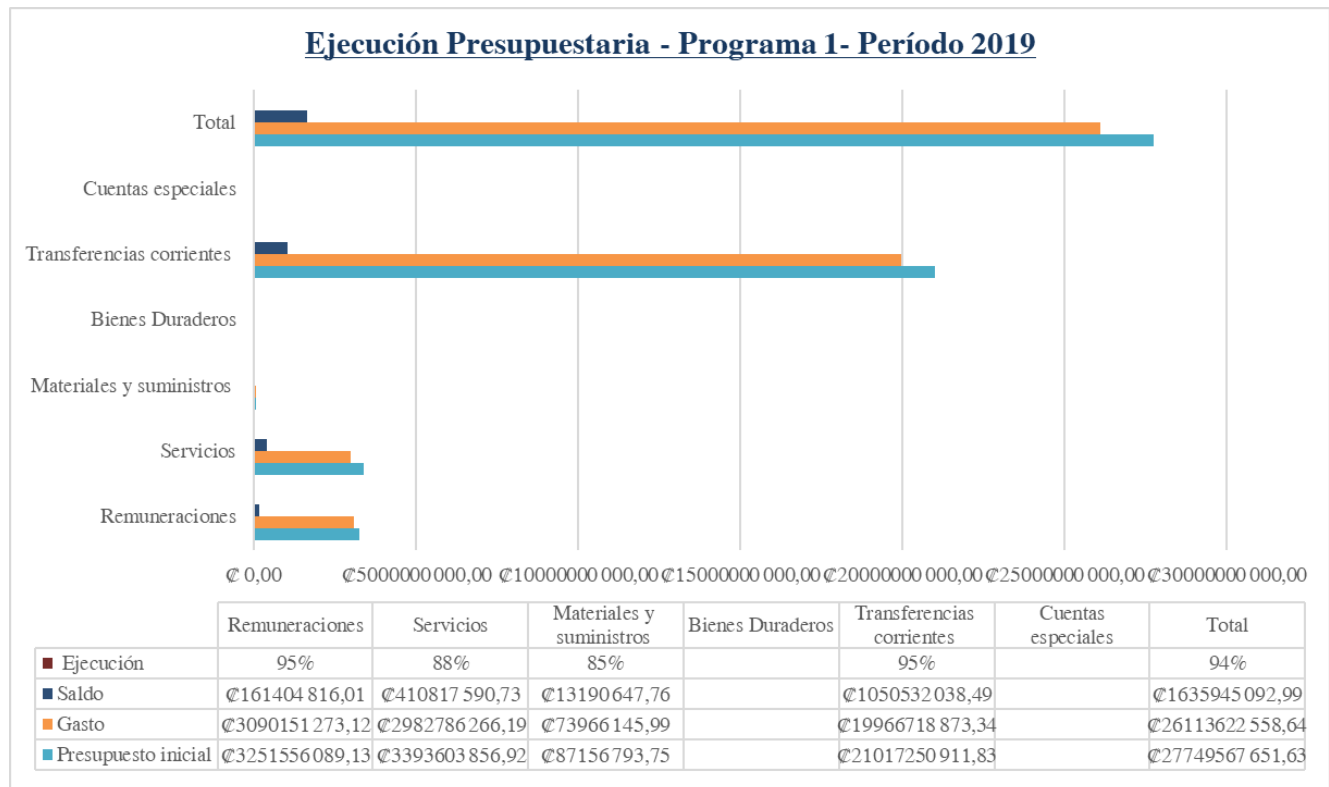 Ejecución Presupuestaria - Programa 1- Período 2019
Total
Cuentas especiales
Transferencias corrientes
Bienes Duraderos
Materiales y suministros
Servicios
Remuneraciones
₡ 0,00 ₡5000000 000,00 ₡10000000 000,00 ₡15000000 000,00 ₡20000000 000,00 ₡25000000 000,00 ₡30000000 000,00
Remuneraciones Servicios Materiales y suministros Bienes Duraderos Transferencias corrientes Cuentas especiales Total
Ejecución 95% 88% 85% 95% 94%
Saldo ₡161404 816,01 ₡410817 590,73 ₡13190 647,76 ₡1050532 038,49 ₡1635945 092,99
Gasto ₡3090151 273,12 ₡2982786 266,19 ₡73966 145,99 ₡19966718 873,34 ₡26113622 558,64
Presupuesto inicial ₡3251556 089,13 ₡3393603 856,92 ₡87156 793,75 ₡21017250 911,83 ₡27749567 651,63